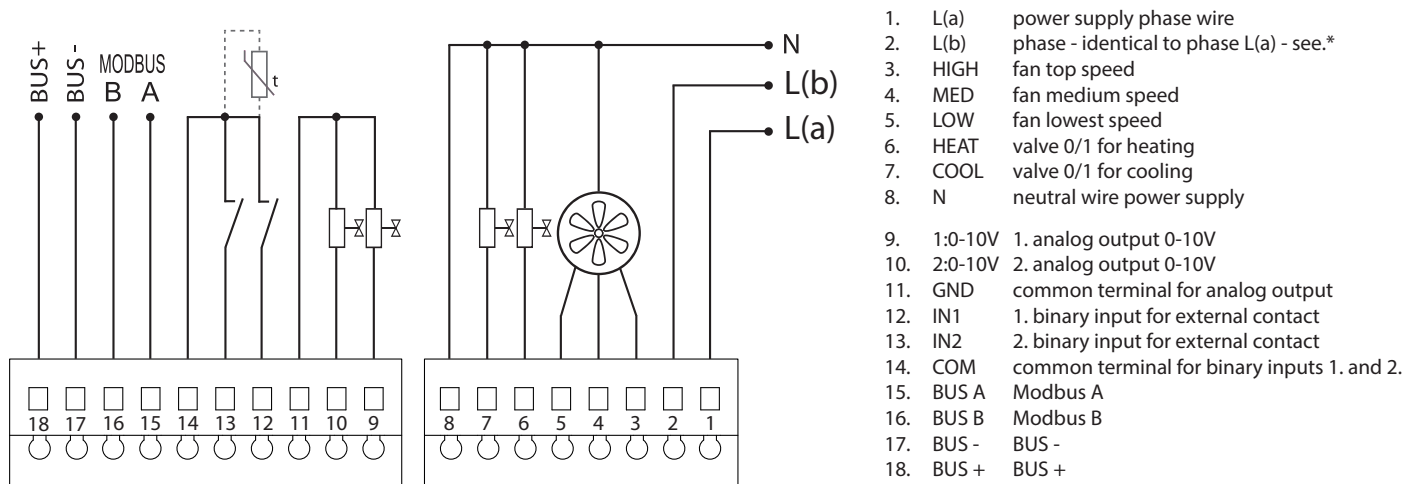 BUS+
BUS-
MODBUS
B A
t
N
L(b)
L(a)
18 17 16 15 14 13 12 11 10 9
8 7 6 5 4 3 2 1
1. L(a) power supply phase wire
2. L(b) phase - identical to phase L(a) - see.*
3. HIGH fan top speed
4. MED fan medium speed
5. LOW fan lowest speed
6. HEAT valve 0/1 for heating
7. COOL valve 0/1 for cooling
8. N neutral wire power supply
9. 1:0-10V 1. analog output 0-10V
10. 2:0-10V 2. analog output 0-10V
11. GND common terminal for analog output
12. IN1 1. binary input for external contact
13. IN2 2. binary input for external contact
14. COM common terminal for binary inputs 1. and 2.
15. BUS A Modbus A
16. BUS B Modbus B
17. BUS - BUS -
18. BUS + BUS +